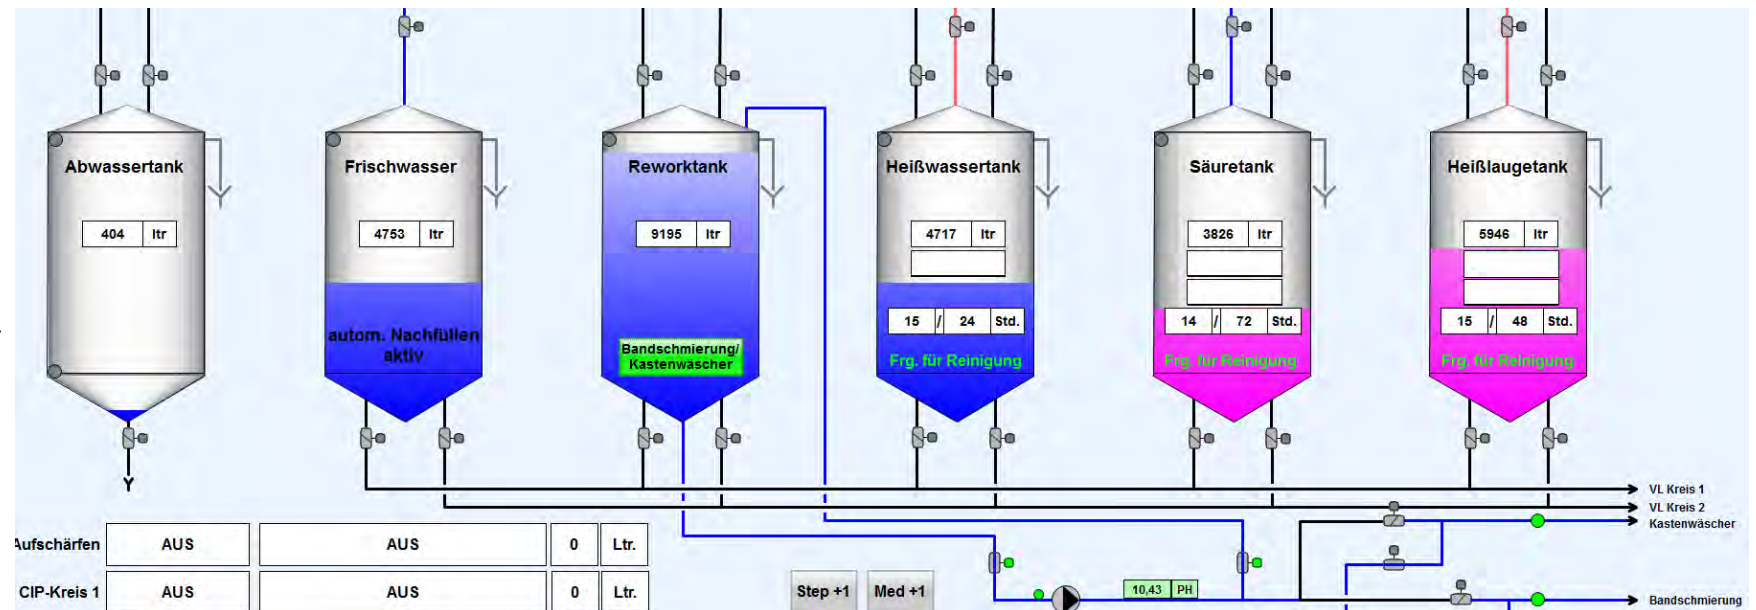 Abwassertank
Frischwasser
Reworktank
Heißwassertank
Säuretank
Heißlaugetank
404 ltr
4753 ltr
9195 ltr
4717 ltr
3826 ltr
5946 ltr
15 / 24 Std.
14 / 72 Std.
15 / 48 Std.
autom. Nachfüllen
aktiv
Bandschmierung/
Kastenwäscher
Frg. für Reinigung
Frg. für Reinigung
Frg. für Reinigung
VL Kreis 1
VL Kreis 2
Kastenwäscher
Aufschärfen AUS AUS 0 Ltr.
CIP-Kreis 1 AUS AUS 0 Ltr.
Step +1 Med +1
10,43 PH
Bandschmierung